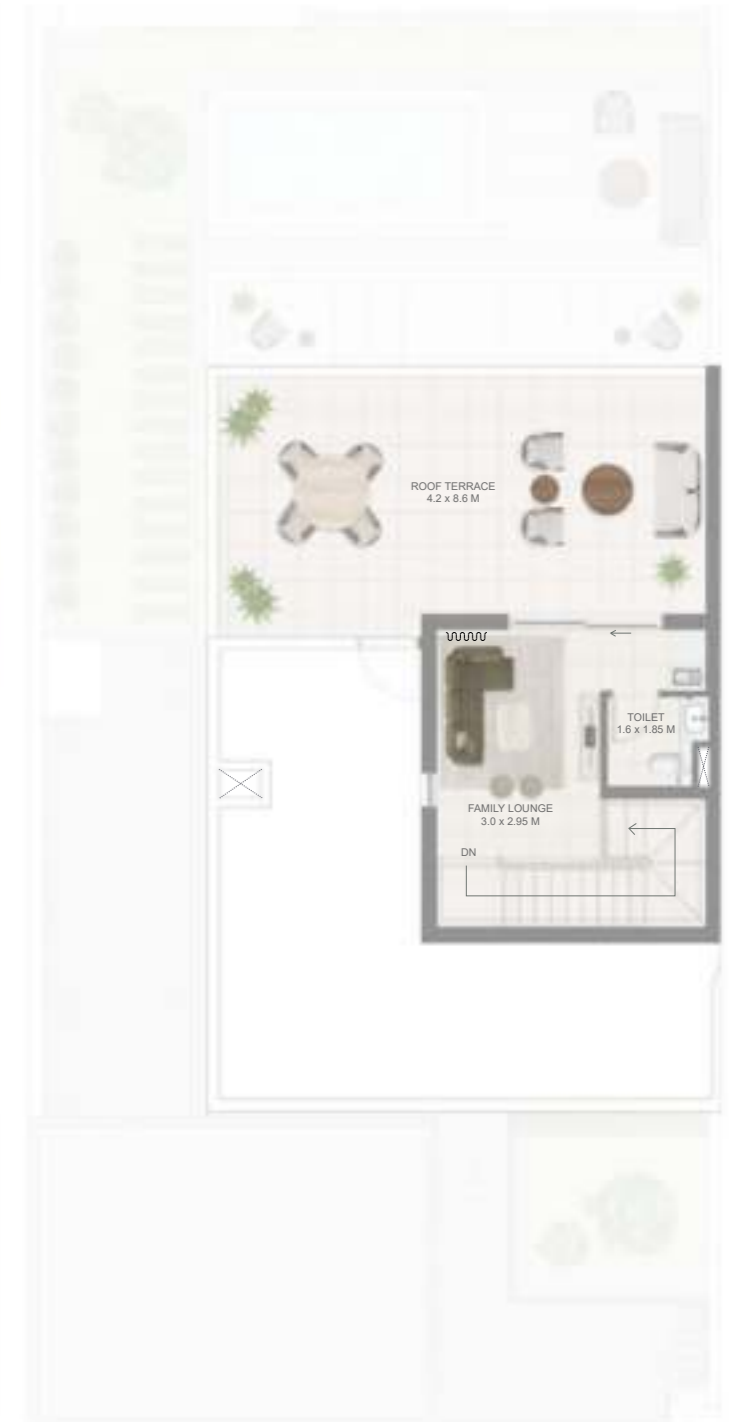 ROOF TERRACE
4.2 x 8.6 M
TOILET
1.6 x 1.85 M
FAMILY LOUNGE
3.0 x 2.95 M
DN